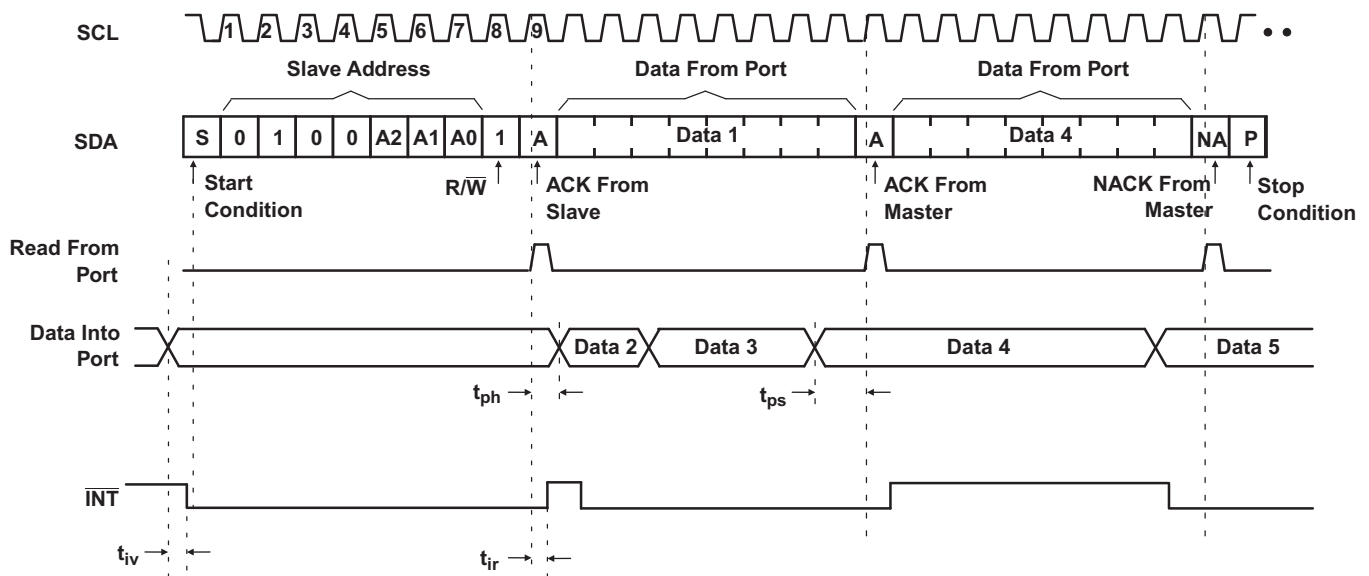 SCL
1 2 3 4 5 6 7 8 9
Slave Address
Data From Port
Data From Port
SDA
S 0 1 0 0 A2 A1 A0 1 A Data 1 A Data 4 NA P
Start
Condition
R/W
ACK From
Slave
ACK From
Master
NACK From
Master
Stop
Condition
Read From
Port
Data Into
Port
Data 2
Data 3
Data 4
Data 5
tph
tps
INT
tiv
tir